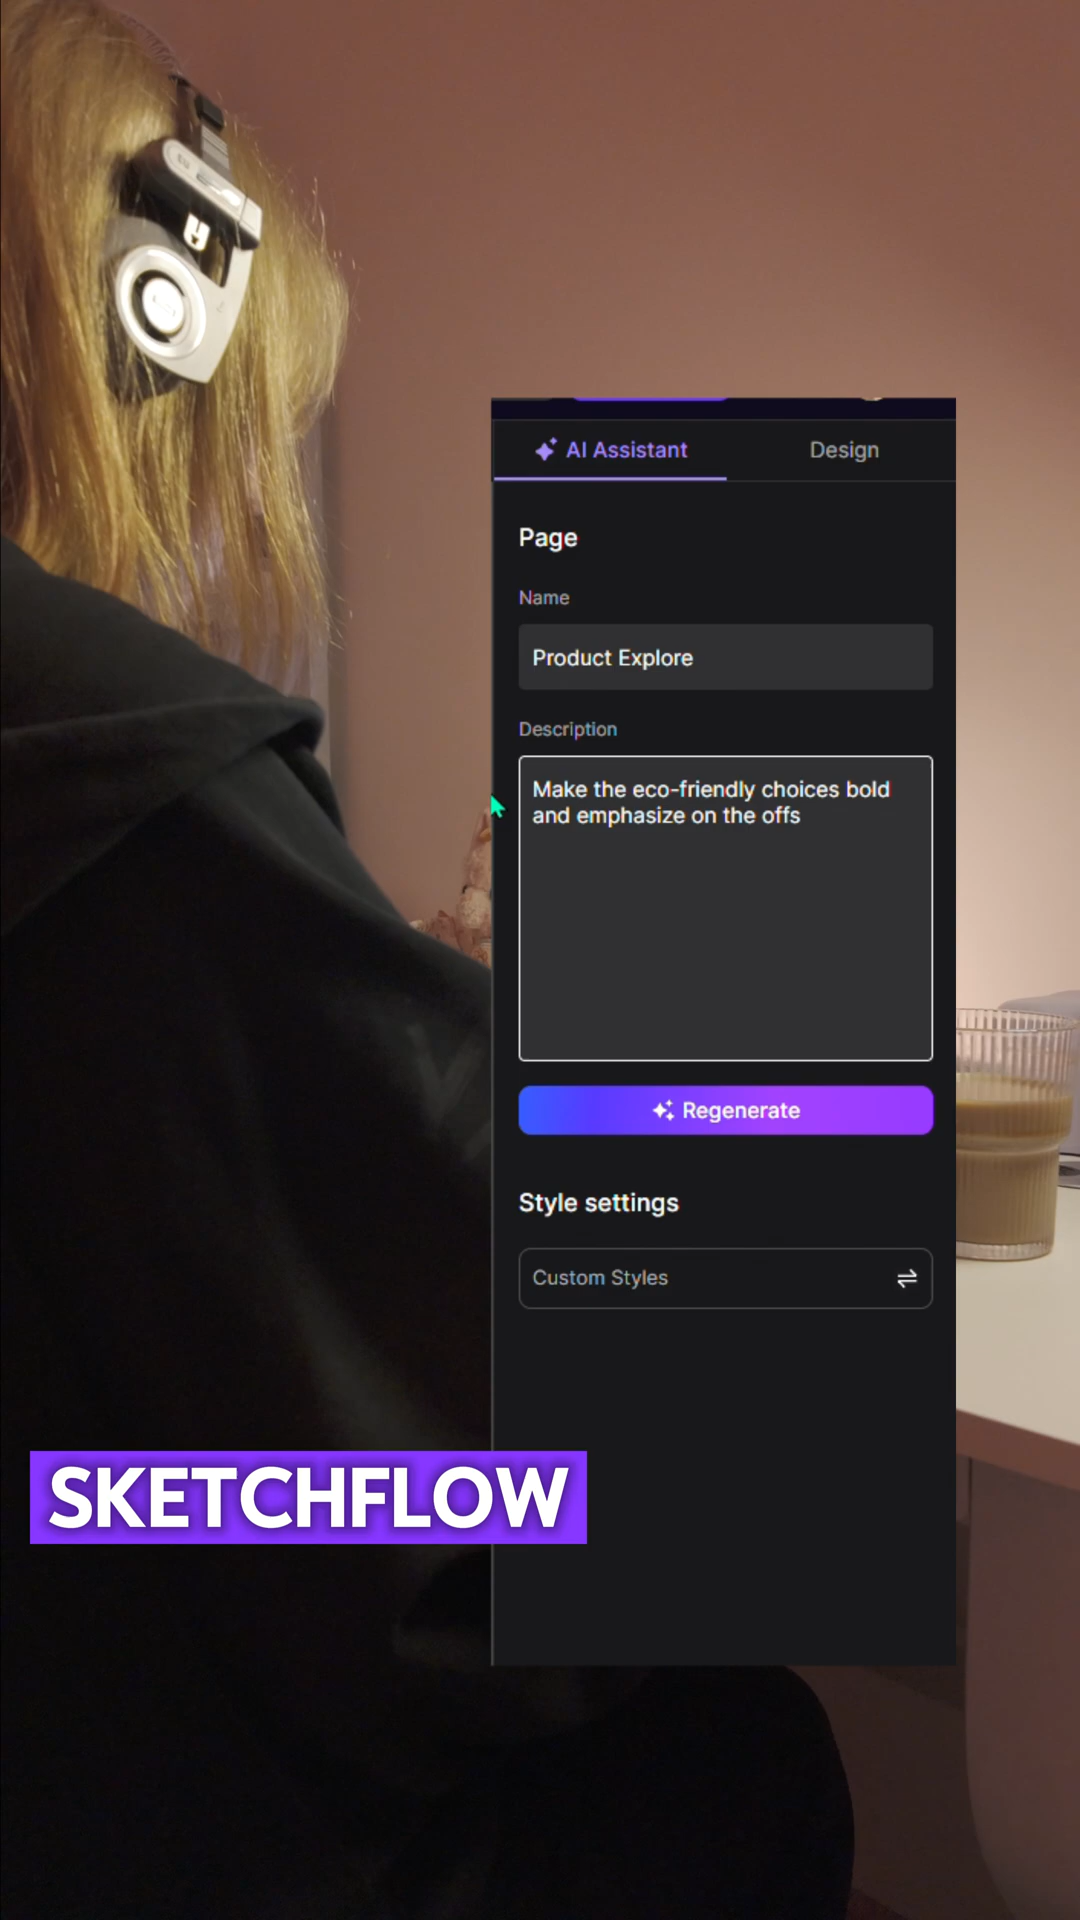 AI Assistant
Design
Page
Name
Product Explore
Description
Make the eco-friendly choices bold
and emphasize on the offs
Regenerate
Style settings
Custom Styles
SKETCHFLOW